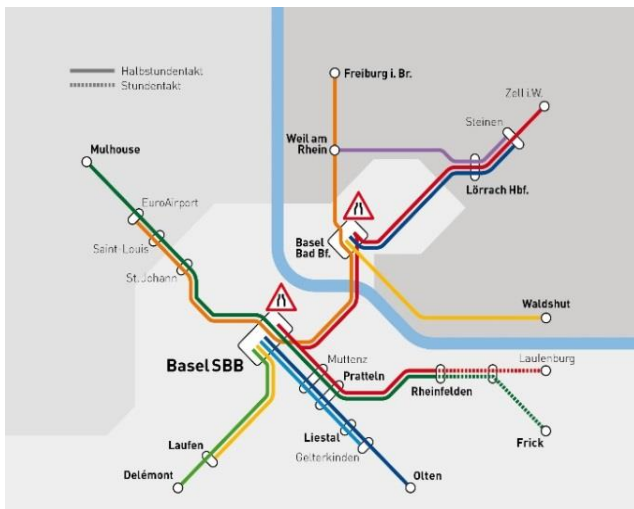 Halbstundentakt
Stundentakt
Freiburg i. Br.
Zell i.W.
Steinen
Weil am
Rhein
Mulhouse
Lörrach Hbf.
EuroAirport
Saint-Louis
Basel
Bad Bf.
St. Johann
Waldshut
Basel SBB
Muttenz
Pratteln
Laufenburg
Rheinfelden
Laufen
Liestal
Gelterkinden
Frick
Delémont
Olten